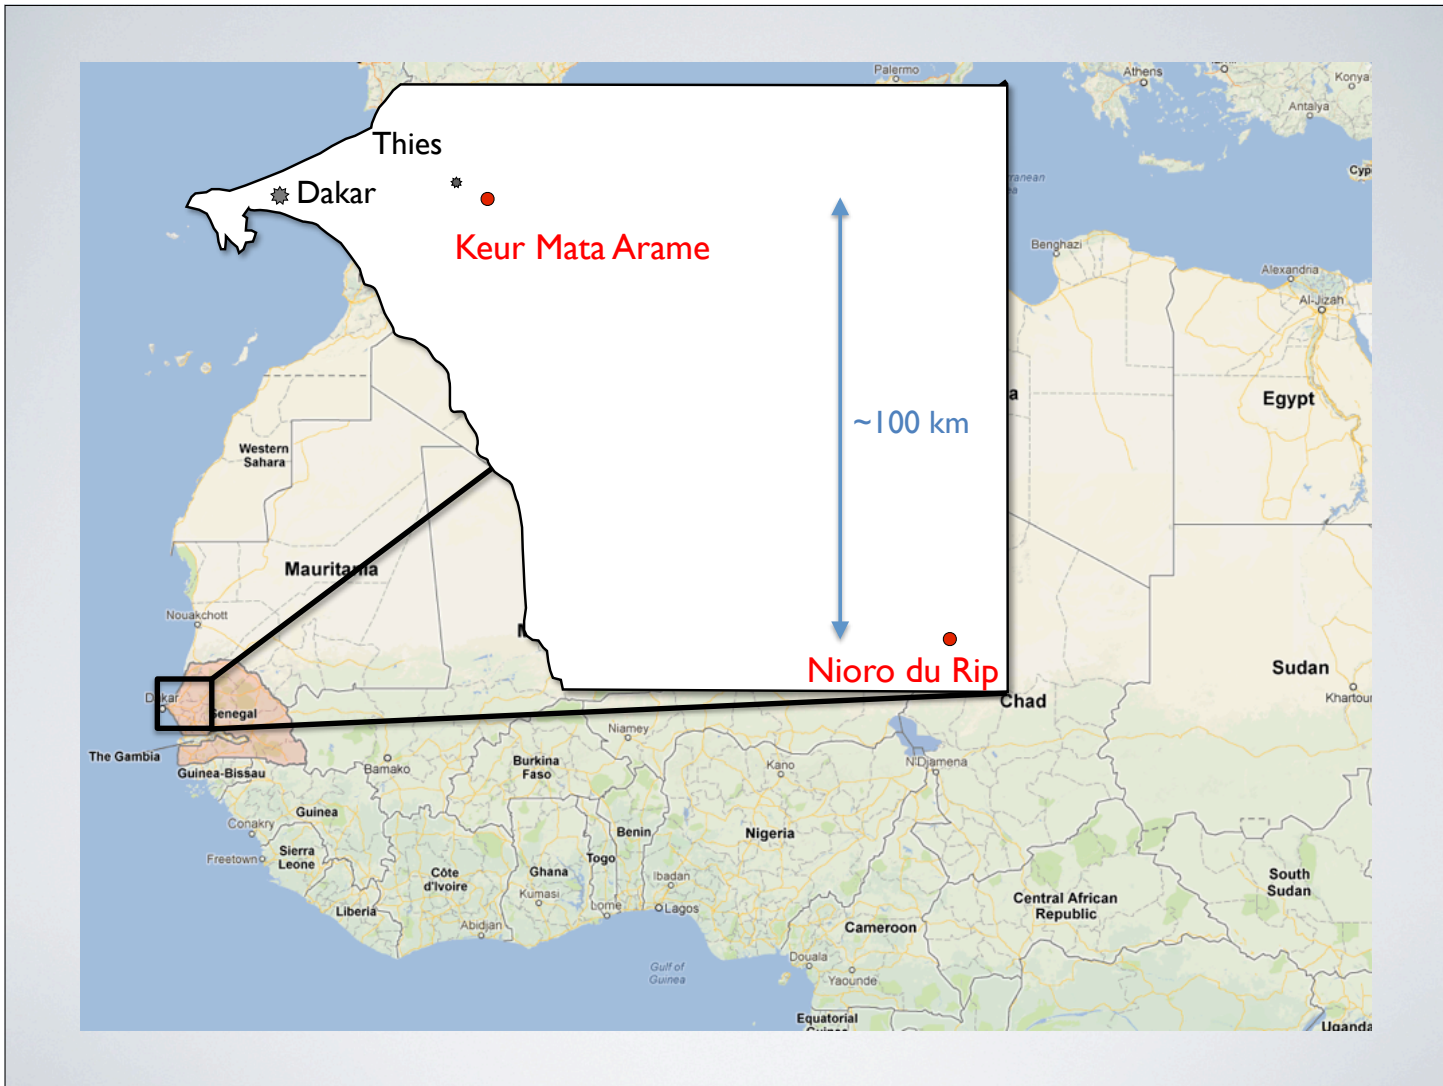 Palermo
Athens
Konya
Antalya
Thies
Dakar
Cyp
Keur Mata Arame
Benghazi
Alexandria
Al-Jizah
Egypt
~100 km
Western
Sahara
Mauritania
Nouakchott
Nioro du Rip
Sudan
Khartou
Dakar
Senegal
Chad
The Gambia
Guinea-Bissau
Bamako
Niamey
Burkina
Faso
Kano
N'Djamena
Guinea
Conakry
Benin
Nigeria
Freetown
Sierra
Leone
Togo
Côte
d'Ivoire
Ghana
Ibadan
South
Sudan
Kumasi
Central African
Republic
Liberia
Lome
Lagos
Abidjan
Cameroon
Douala
Gulf of
Guinea
Yaounde
Equatorial
Uganda